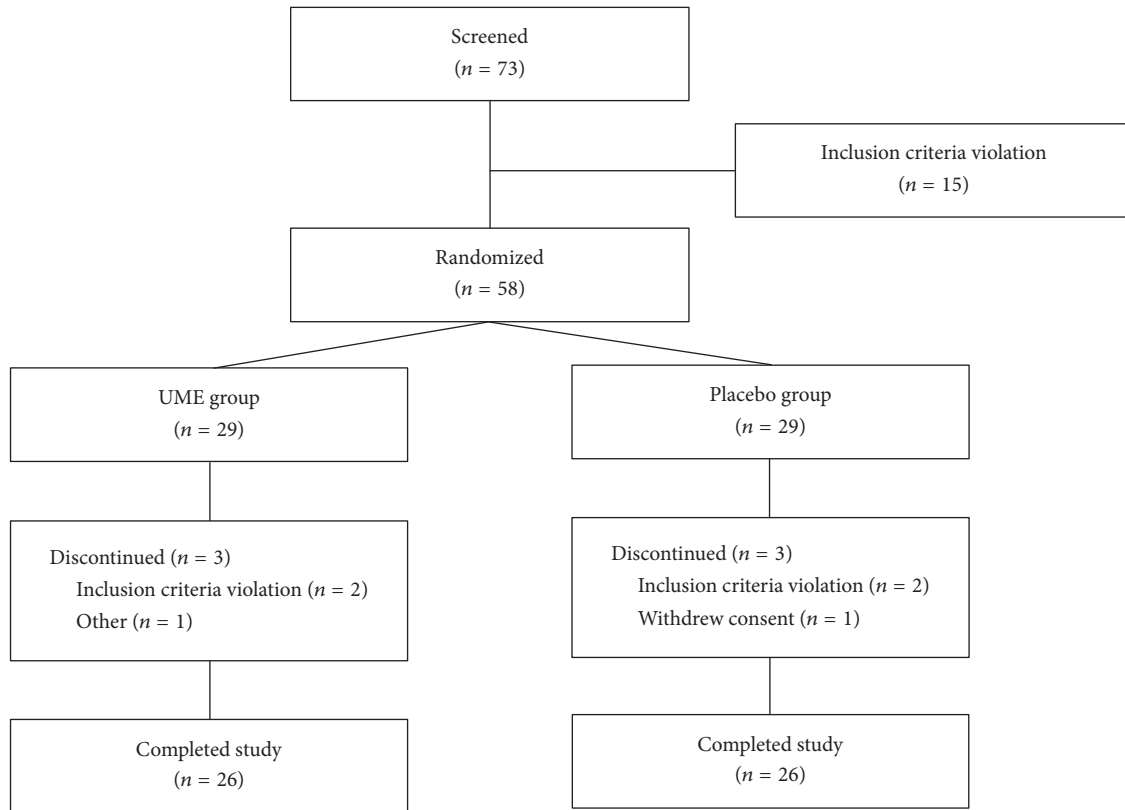 Screened
(n = 73)
Inclusion criteria violation
(n = 15)
Randomized
(n = 58)
UME group
(n = 29)
Placebo group
(n = 29)
Discontinued (n = 3)
Inclusion criteria violation (n = 2)
Other (n = 1)
Discontinued (n = 3)
Inclusion criteria violation (n = 2)
Withdrew consent (n = 1)
Completed study
(n = 26)
Completed study
(n = 26)